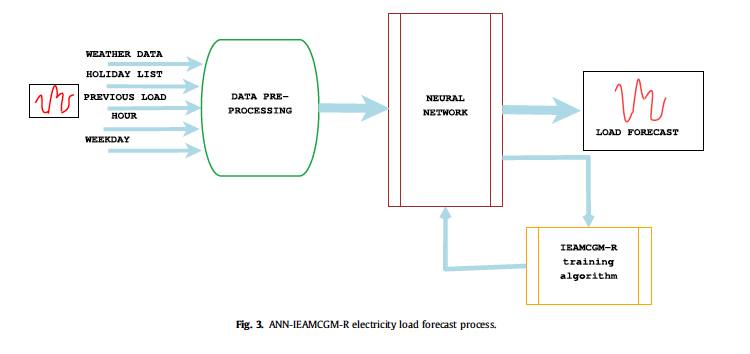 WEATHER DATA
HOLIDAY LIST
PREVIOUS LOAD
HOUR
WEEKDAY
DATA PRE-
PROCESSING
NEURAL
NETWORK
LOAD FORECAST
IEAMCGM-R
training
algorithm
Fig. 3. ANN-IEAMCGM-R electricity load forecast process.